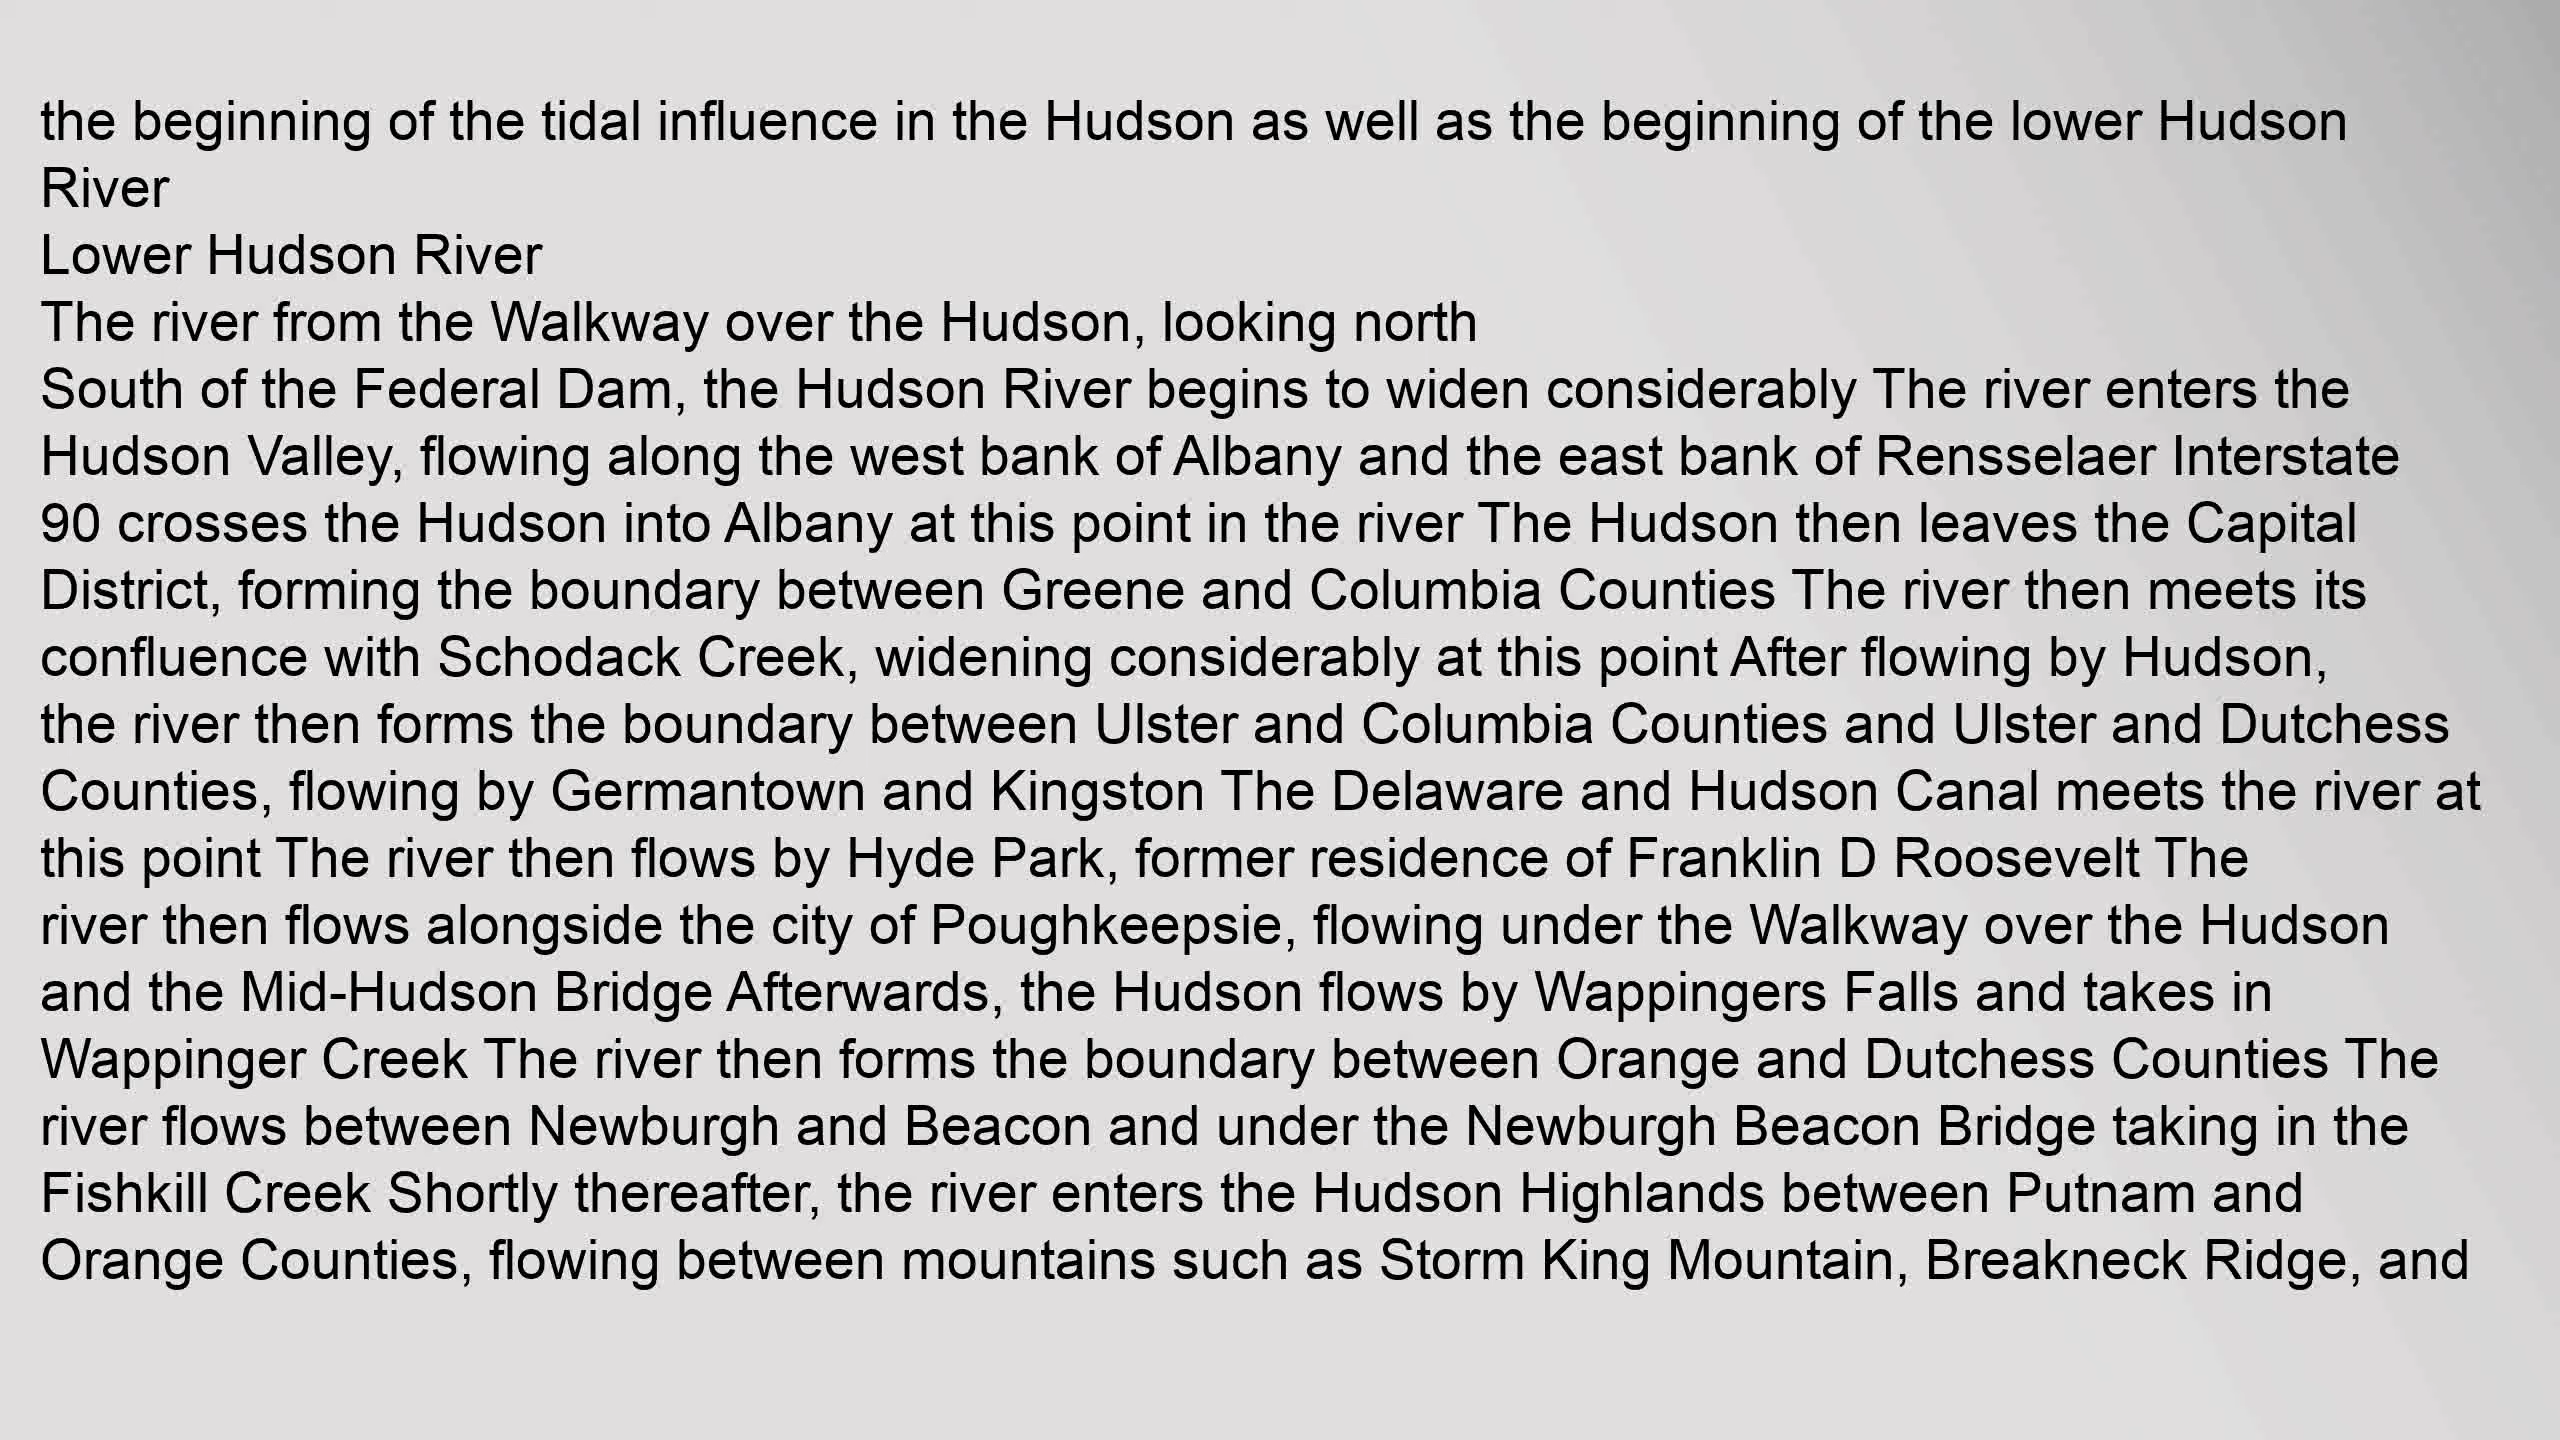 the beginning of the tidal influence in the Hudson as well as the beginning of the lower Hudson
River
Lower Hudson River
The river from the Walkway over the Hudson, looking north
South of the Federal Dam, the Hudson River begins to widen considerably The river enters the
Hudson Valley, flowing along the west bank of Albany and the east bank of Rensselaer Interstate
90 crosses the Hudson into Albany at this point in the river The Hudson then leaves the Capital
District, forming the boundary between Greene and Columbia Counties The river then meets its
confluence with Schodack Creek, widening considerably at this point After flowing by Hudson,
the river then forms the boundary between Ulster and Columbia Counties and Ulster and Dutchess
Counties, flowing by Germantown and Kingston The Delaware and Hudson Canal meets the river at
this point The river then flows by Hyde Park, former residence of Franklin D Roosevelt The
river then flows alongside the city of Poughkeepsie, flowing under the Walkway over the Hudson
and the Mid-Hudson Bridge Afterwards, the Hudson flows by Wappingers Falls and takes in
Wappinger Creek The river then forms the boundary between Orange and Dutchess Counties The
river flows between Newburgh and Beacon and under the Newburgh Beacon Bridge taking in the
Fishkill Creek Shortly thereafter, the river enters the Hudson Highlands between Putnam and
Orange Counties, flowing between mountains such as Storm King Mountain, Breakneck Ridge, and